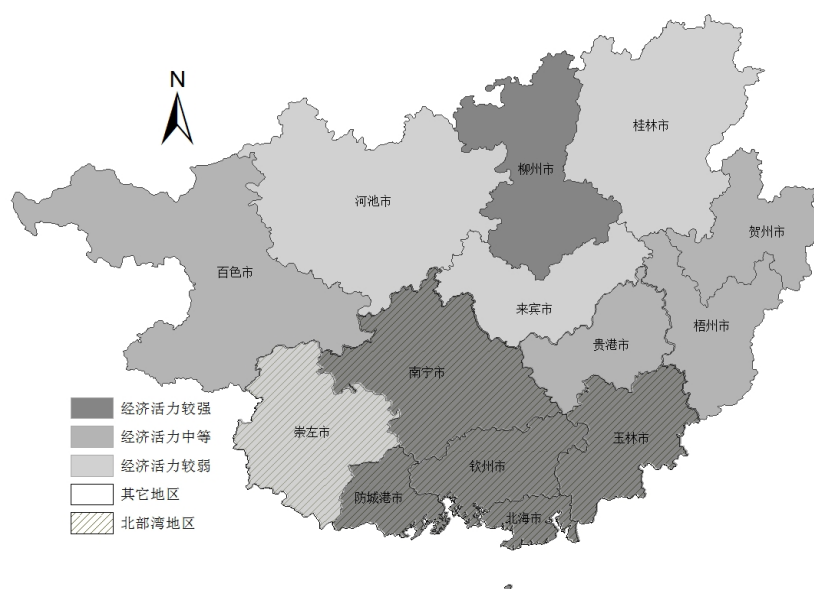 N
桂林市
柳州市
河池市
贺州市
百色市
来宾市
梧州市
贵港市
南宁市
崇左市
玉林市
钦州市
防城港市
北海市
经济活力较强
经济活力中等
经济活力较弱
其它地区
北部湾地区